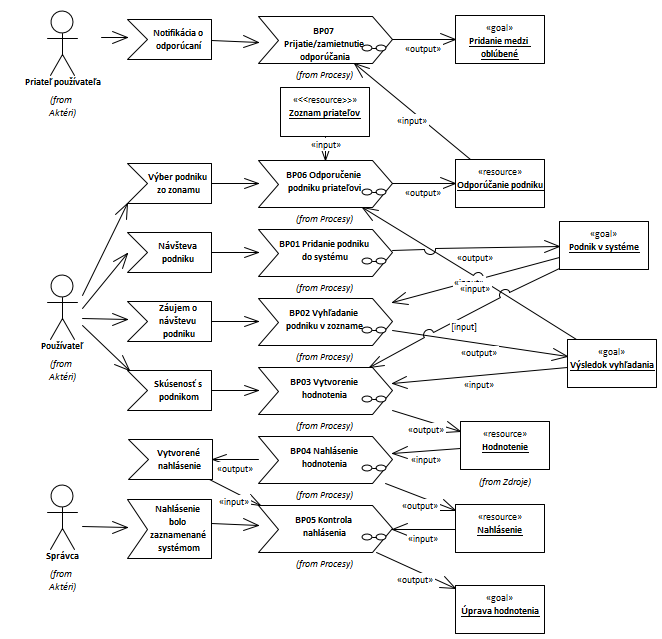 Priateľ používateľa
(from
Aktéri)
Notifikácia o
odporúcaní
BP07
Prijatie/zamietnutie
odporúčania
(from Procesy)
«output»
«goal»
Pridanie medzi
oblúbené
«<<resource>>»
Zoznam priateľov
«input»
«input»
Výber podniku
zo zonamu
BP06 Odporučenie
podniku priateľovi
(from Procesy)
«output»
«resource»
Odporúčanie podniku
Návšteva
podniku
BP01 Pridanie podniku
do systému
(from Procesy)
«output»
«goal»
Podnik v systéme
«input»
Používateľ
(from
Aktéri)
Záujem o
návštevu
podniku
BP02 Vyhľadanie
podniku v zozname
(from Procesy)
[input]
«output»
«goal»
Výsledok vyhľadania
Skúsenosť s
podnikom
BP03 Vytvorenie
hodnotenia
(from Procesy)
«input»
«output»
«resource»
Hodnotenie
(from Zdroje)
Vytvorené
nahlásenie
«output»
BP04 Nahlásenie
hodnotenia
(from Procesy)
«input»
«input»
«output»
Správca
(from
Aktéri)
Nahlásenie
bolo
zaznamenané
systémom
BP05 Kontrola
nahlásenia
(from Procesy)
«input»
«resource»
Nahlásenie
«output»
«goal»
Úprava hodnotenia